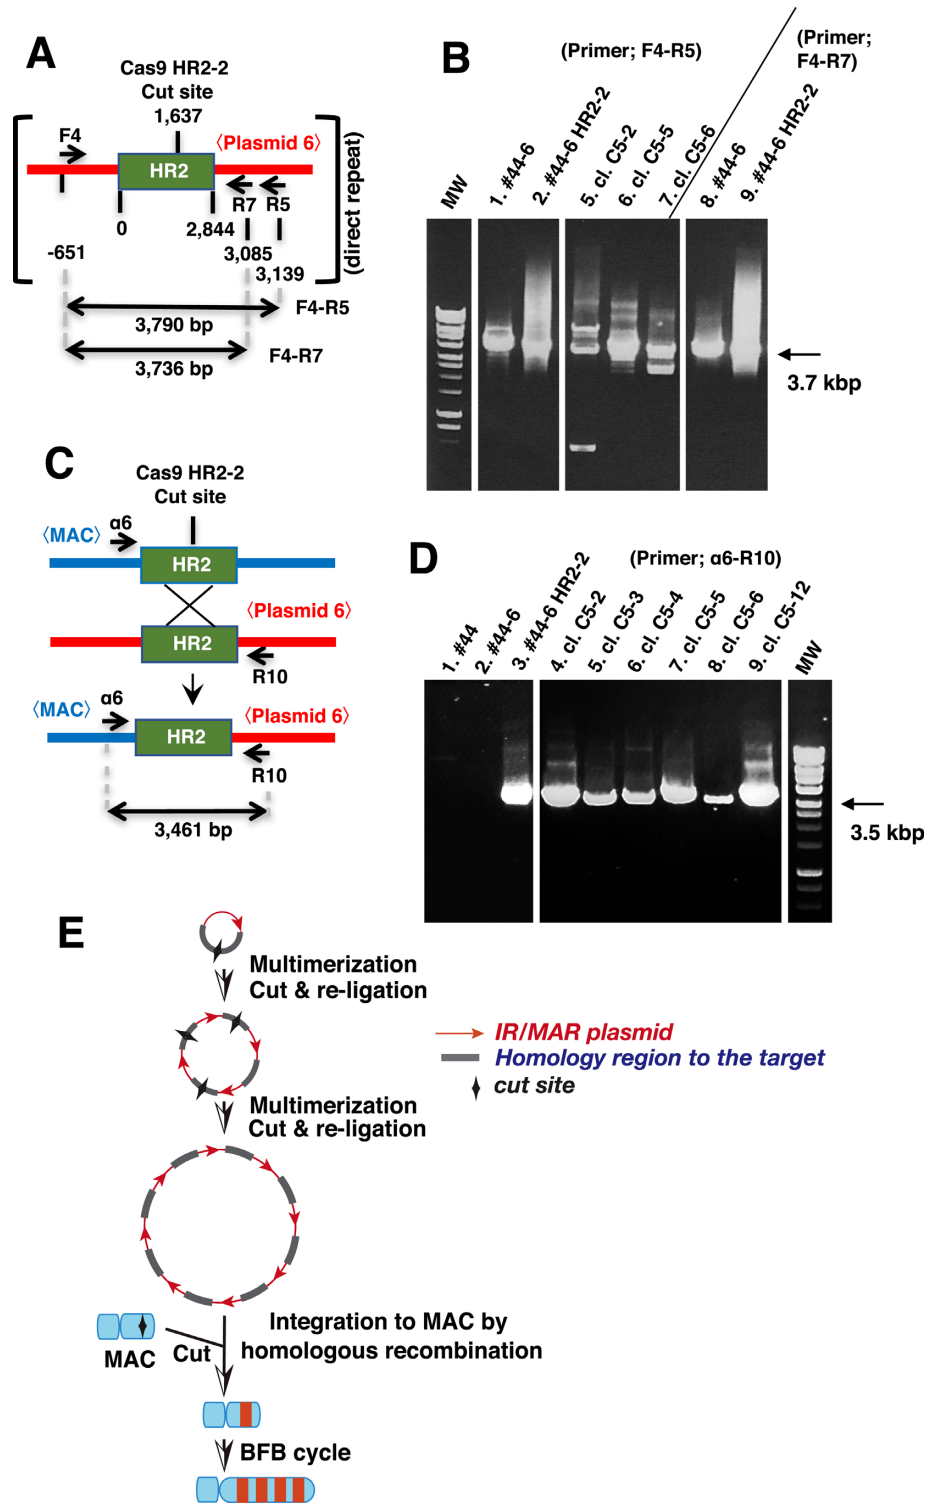 A
Cas9 HR2-2
Cut site
1,637
F4
〈Plasmid 6〉
HR2
R7 R5
0
2,844
-651
3,085
3,139
(direct repeat)
F4-R5
3,790 bp
F4-R7
3,736 bp
B
(Primer; F4-R5)
(Primer;
F4-R7)
MW
1. #44-6
2. #44-6 HR2-2
5. cl. C5-2
6. cl. C5-5
7. cl. C5-6
8. #44-6
9. #44-6 HR2-2
3.7 kbp
C
Cas9 HR2-2
Cut site
〈MAC〉
α6
HR2
〈Plasmid 6〉
HR2
R10
〈MAC〉
α6
〈Plasmid 6〉
HR2
R10
3,461 bp
D
(Primer; α6-R10)
1. #44
2. #44-6
3. #44-6 HR2-2
4. cl. C5-2
5. cl. C5-3
6. cl. C5-4
7. cl. C5-5
8. cl. C5-6
9. cl. C5-12
MW
3.5 kbp
E
Multimerization
Cut & re-ligation
IR/MAR plasmid
Homology region to the target
cut site
Multimerization
Cut & re-ligation
Integration to MAC by
homologous recombination
MAC
Cut
BFB cycle